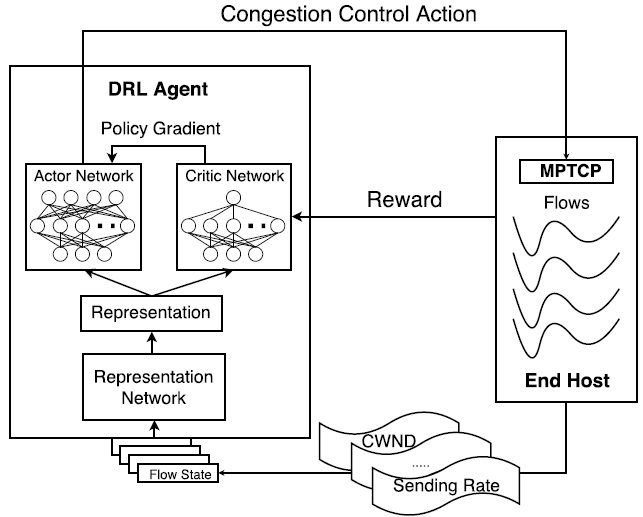 Congestion Control Action
DRL Agent
Policy Gradient
Actor Network
Critic Network
Reward
MPTCP
Flows
Representation
Representation
Network
End Host
Flow State
CWND
.....
Sending Rate